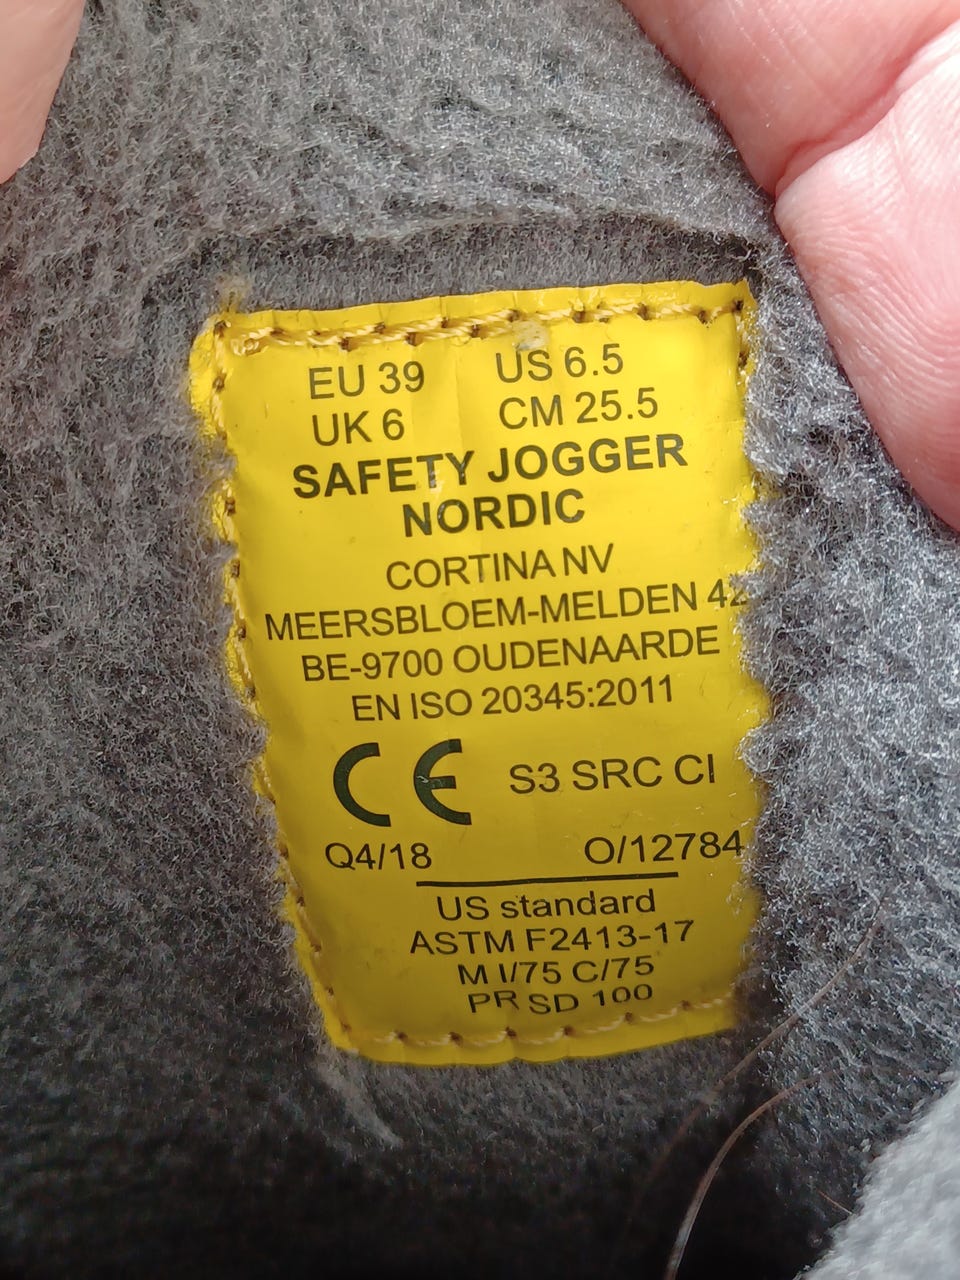 EU 39 US 6.5
UK 6 CM 25.5
SAFETY JOGGER
NORDIC
CORTINA NV
MEERSBLOEM-MELDEN 42
BE-9700 OUDENAARDE
EN ISO 20345:2011
CE S3 SRC CI
Q4/18 O/12784
US standard
ASTM F2413-17
M I/75 C/75
PR SD 100